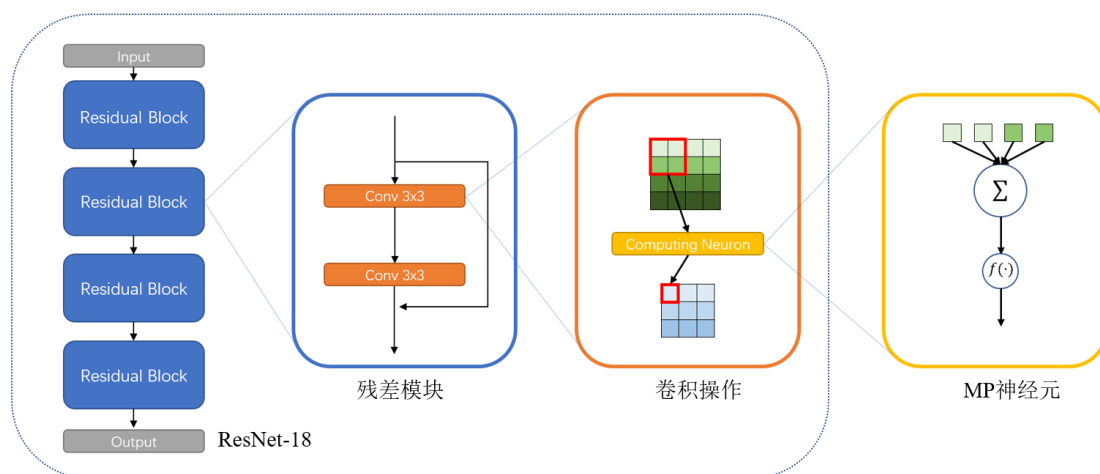 Input
Residual Block
Residual Block
Residual Block
Residual Block
Output
ResNet-18
Conv 3x3
Conv 3x3
残差模块
Computing Neuron
卷积操作
Σ
f(·)
MP神经元